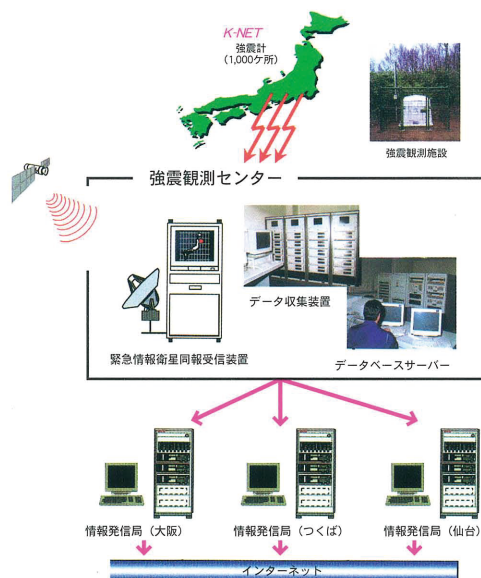 K-NET
強震計
(1,000ケ所)
強震観測施設
強震観測センター
データ収集装置
緊急情報衛星同報受信装置
データベースサーバー
情報発信局（大阪）
情報発信局（つくば）
情報発信局（仙台）
インターネット